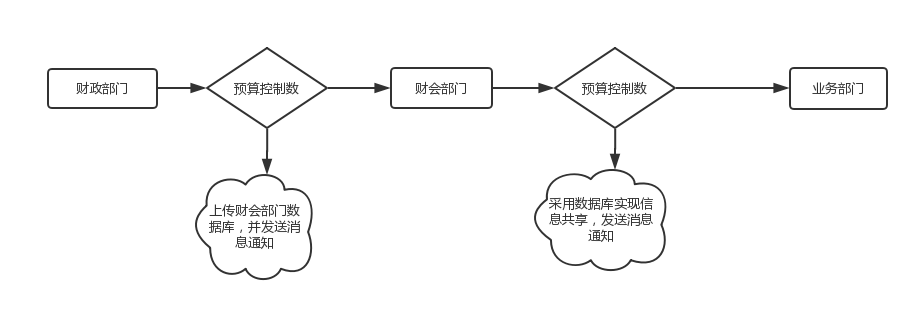 财政部门
预算控制数
财会部门
预算控制数
业务部门
上传财会部门数
据库，并发送消
息通知
采用数据库实现信
息共享，发送消息
通知